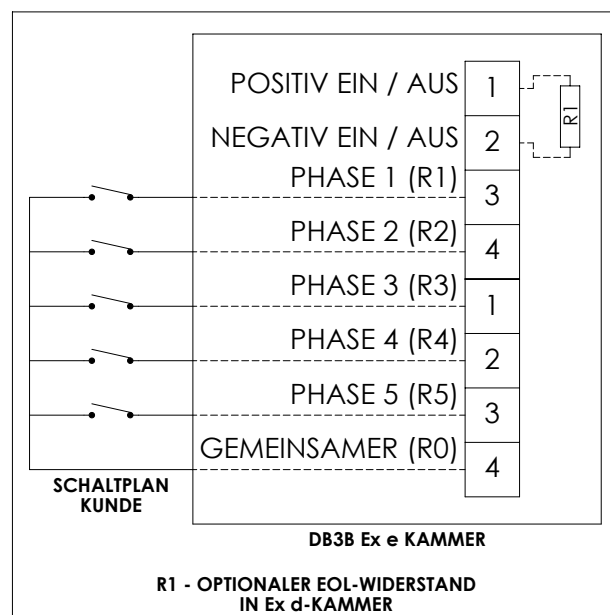 POSITIV EIN / AUS 1
NEGATIV EIN / AUS 2
R1
PHASE 1 (R1) 3
PHASE 2 (R2) 4
PHASE 3 (R3) 1
PHASE 4 (R4) 2
PHASE 5 (R5) 3
GEMEINSAMER (R0) 4
SCHALTPLAN
KUNDE
DB3B Ex e KAMMER
R1 - OPTIONALER EOL-WIDERSTAND
IN Ex d-KAMMER